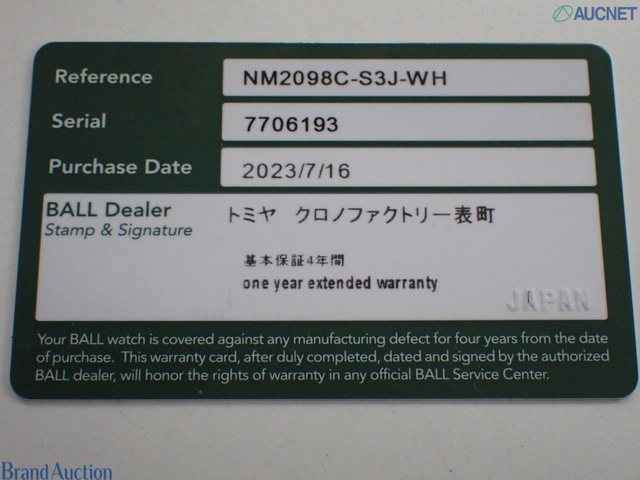 AUCNET
Reference NM2098C-S3J-WH
Serial 7706193
Purchase Date 2023/7/16
BALL Dealer トミヤ クロノファクトリー表町
Stamp & Signature
基本保証4年間
one year extended warranty
JAPAN
Your BALL watch is covered against any manufacturing defect for four years from the date
of purchase. This warranty card, after duly completed, dated and signed by the authorized
BALL dealer, will honor the rights of warranty in any official BALL Service Center.
Brand Auction